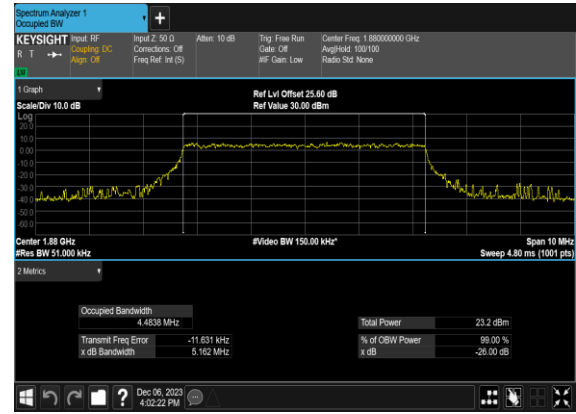 Spectrum Analyzer 1
Occupied BW
KEYSIGHT
R T
LW
Input: RF
Coupling: DC
Align: Off
Input Z: 50 Ω
Corrections: Off
Freq Ref: Int (S)
Atten: 10 dB
Trig: Free Run
Gate: Off
#IF Gain: Low
Center Freq: 1.880000000 GHz
Avg|Hold: 100/100
Radio Std: None
1 Graph
Scale/Div 10.0 dB
Ref Lvl Offset 25.60 dB
Ref Value 30.00 dBm
Log
20.0
10.0
0.00
-10.0
-20.0
-30.0
-40.0
-50.0
-60.0
Center 1.88 GHz
#Res BW 51.000 kHz
#Video BW 150.00 kHz*
Span 10 MHz
Sweep 4.80 ms (1001 pts)
2 Metrics
Occupied Bandwidth
4.4838 MHz
Transmit Freq Error -11.631 kHz
x dB Bandwidth 5.162 MHz
Total Power 23.2 dBm
% of OBW Power 99.00 %
x dB -26.00 dB
?
Dec 06, 2023
4:02:22 PM